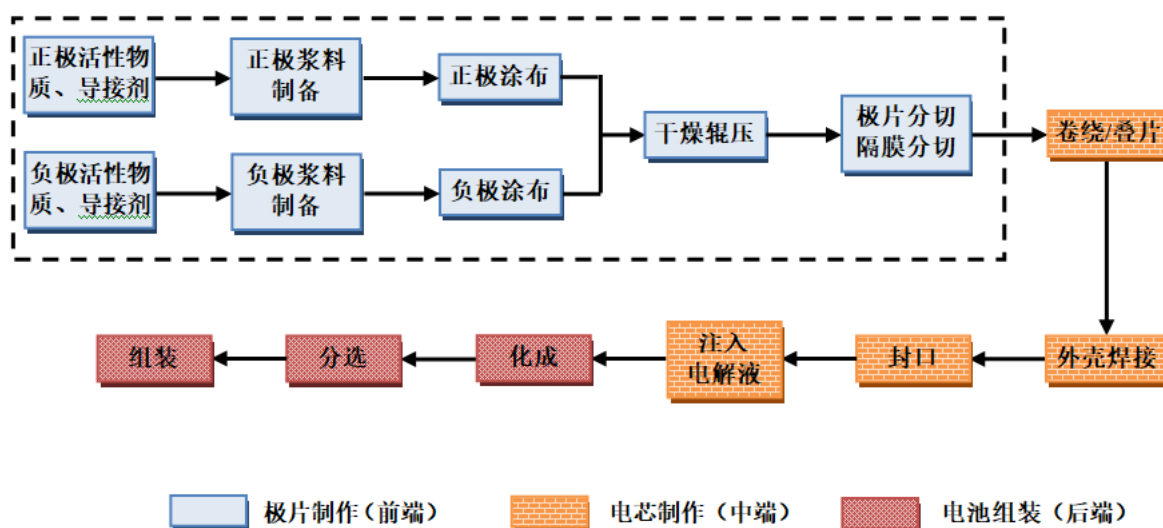 正极活性物
质、导接剂
正极浆料
制备
正极涂布
负极活性物
质、导接剂
负极浆料
制备
负极涂布
干燥辊压
极片分切
隔膜分切
卷绕/叠片
外壳焊接
封口
注入
电解液
化成
分选
组装
极片制作（前端）
电芯制作（中端）
电池组装（后端）